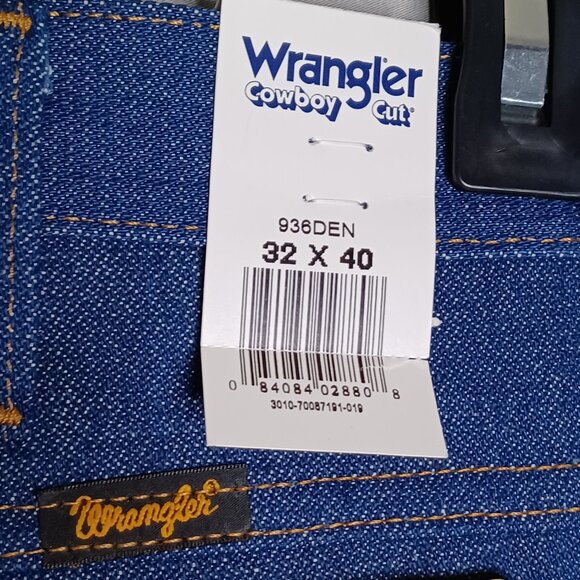 Wrangler
Cowboy Cut®
936DEN
32 X 40
0 84084 02880 8
3010-70087191-019
Wrangler®